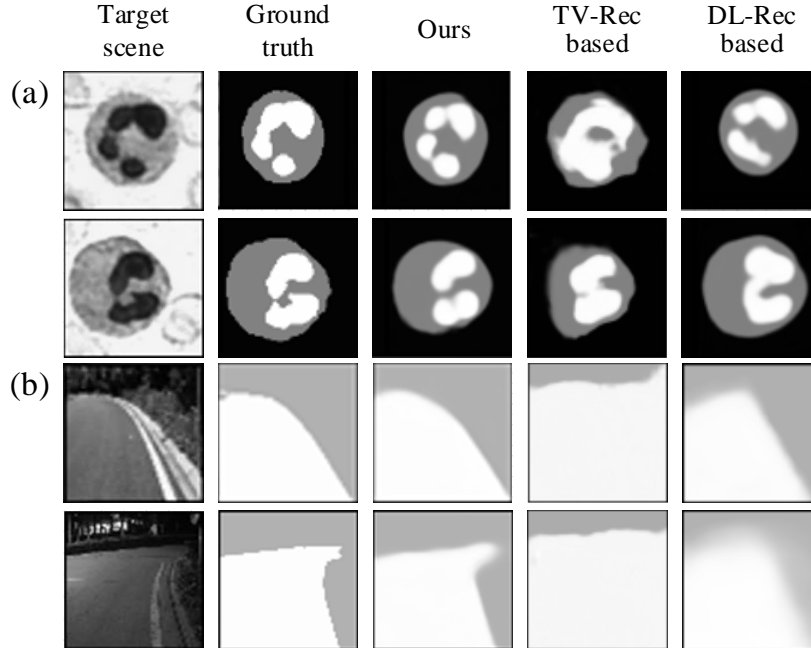 Target scene
Ground truth
Ours
TV-Rec based
DL-Rec based
(a)
(b)